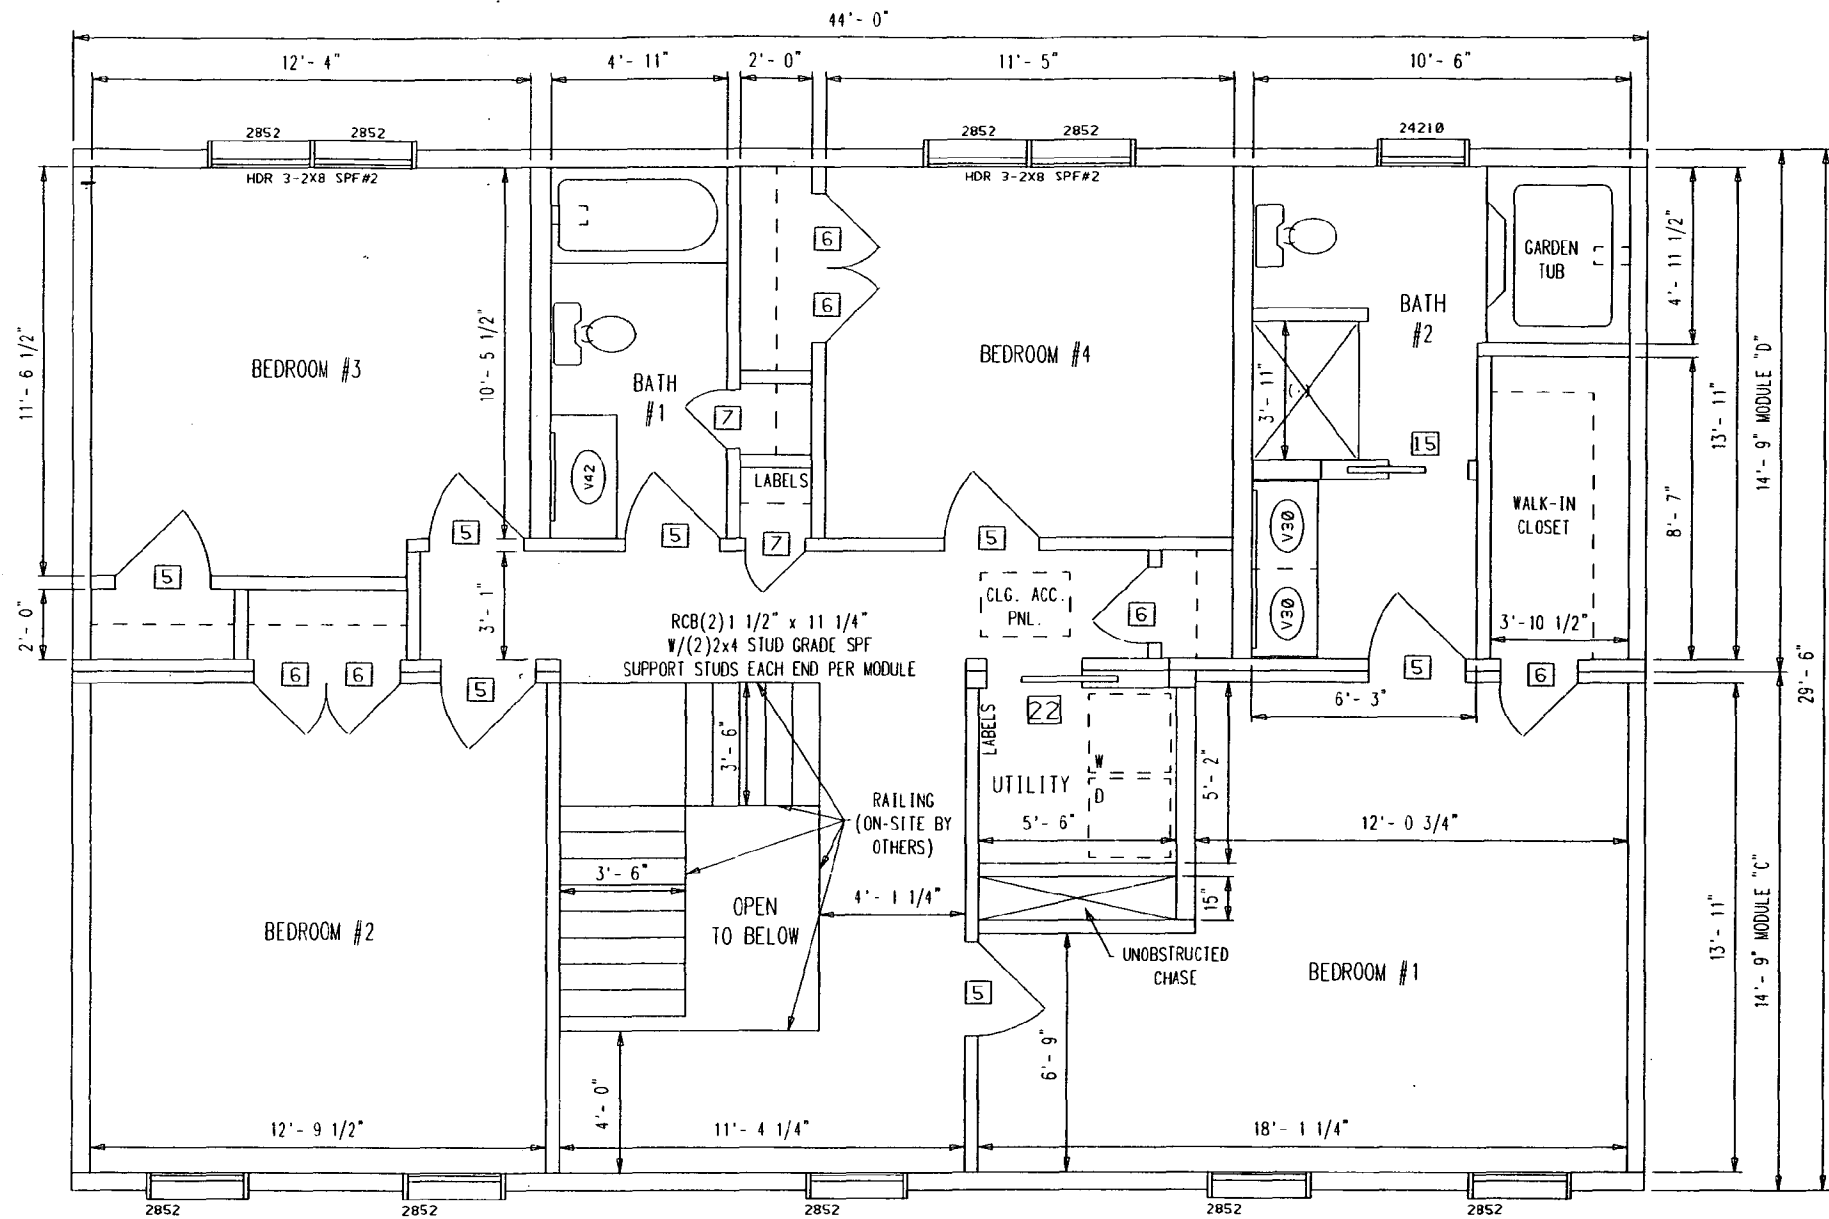 44'- 0"
12'- 4"
4'- 11"
2'- 0"
11'- 5"
10'- 6"
2852
2852
2852
2852
24210
HDR 3-2X8 SPF#2
HDR 3-2X8 SPF#2
11'- 6 1/2"
10'- 5 1/2"
BEDROOM #3
BATH
#1
V42
6
6
7
LABELS
BEDROOM #4
BATH
#2
GARDEN
TUB
3'- 11"
15
V30
V30
WALK-IN
CLOSET
4'- 11 1/2"
8'- 7"
13'- 11"
14'- 9" MODULE "D"
29'- 6"
5
5
5
7
5
2'- 0"
3'- 1"
RCB(2)1 1/2" x 11 1/4"
W/(2)2x4 STUD GRADE SPF
SUPPORT STUDS EACH END PER MODULE
CLG. ACC.
PNL.
6
3'-10 1/2"
6
6
5
5
6
6'- 3"
22
LABELS
UTILITY
W
D
5'- 6"
5'- 2"
12'- 0 3/4"
3'- 6"
RAILING
(ON-SITE BY
OTHERS)
3'- 6"
4'- 1 1/4"
OPEN
TO BELOW
BEDROOM #2
15"
UNOBSTRUCTED
CHASE
BEDROOM #1
5
13'- 11"
14'- 9" MODULE "C"
6'- 9"
4'- 0"
12'- 9 1/2"
11'- 4 1/4"
18'- 1 1/4"
2852
2852
2852
2852
2852